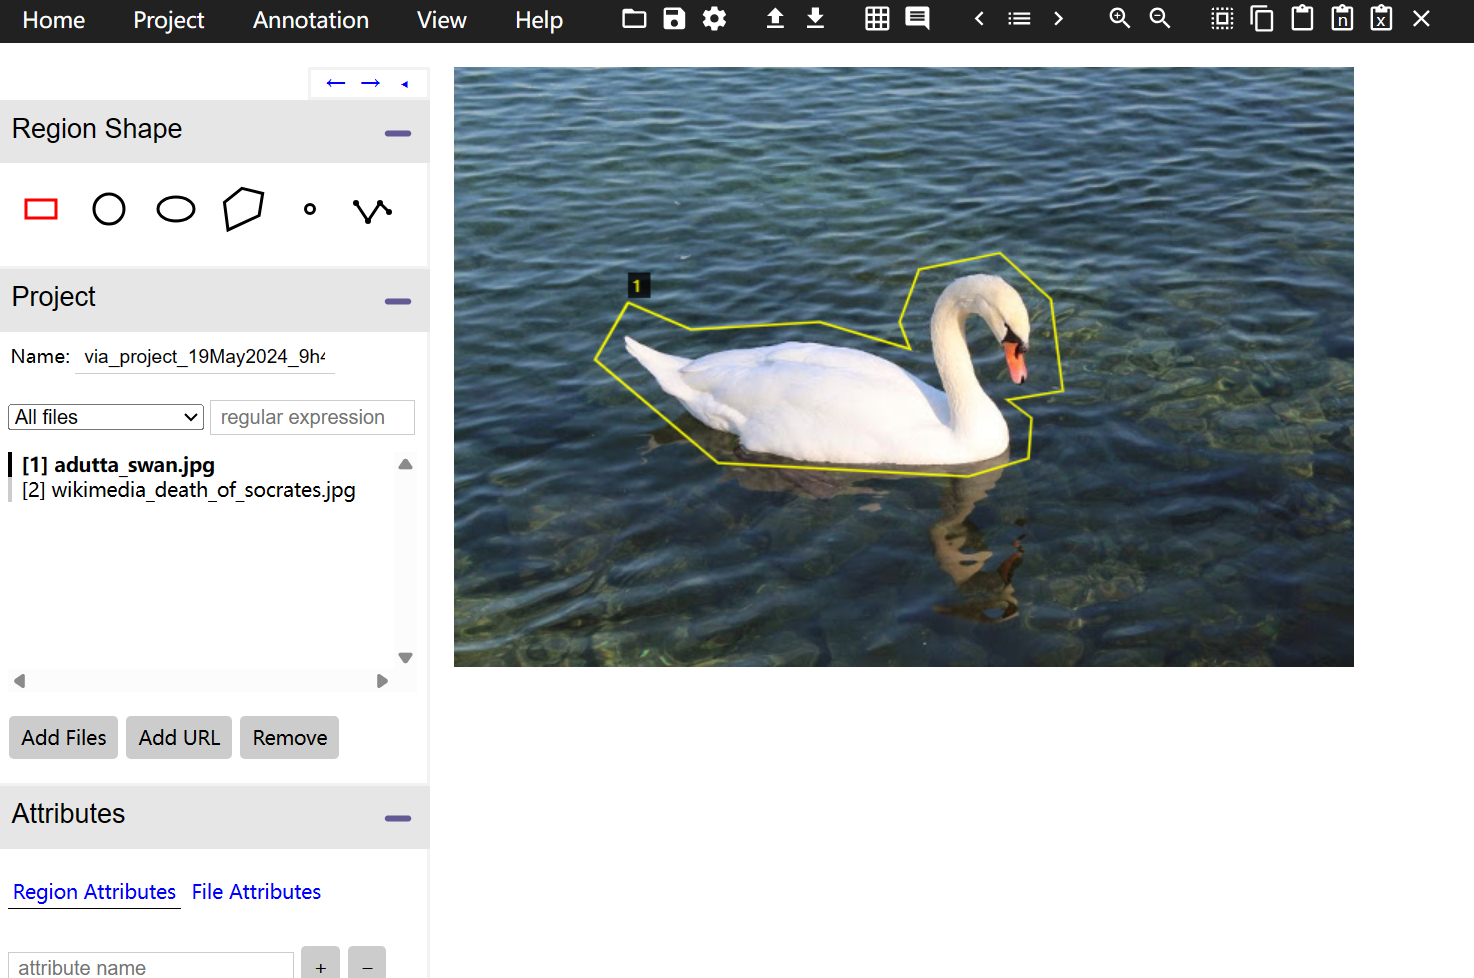 Home Project Annotation View Help
Region Shape
Project
Name: via_project_19May2024_9h4
All files regular expression
[1] adutta_swan.jpg
[2] wikimedia_death_of_socrates.jpg
Add Files Add URL Remove
Attributes
Region Attributes File Attributes
attribute name + −
1